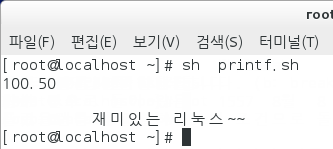 root
파일(F) 편집(E) 보기(V) 검색(S) 터미널(T)
[root@localhost ~]# sh printf.sh
100.50
재미있는 리눅스~~
[root@localhost ~]#